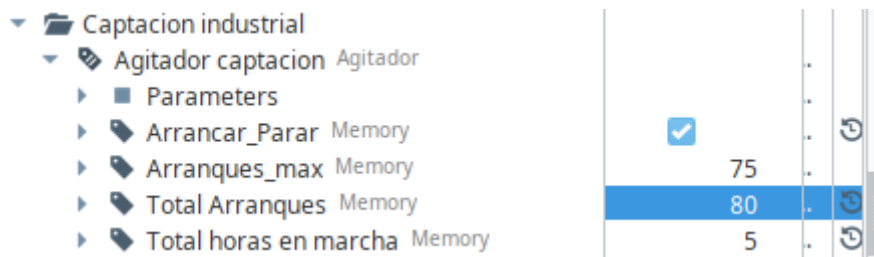 Captacion industrial
Agitador captacion Agitador
Parameters
Arrancar_Parar Memory
Arranques_max Memory 75
Total Arranques Memory 80
Total horas en marcha Memory 5